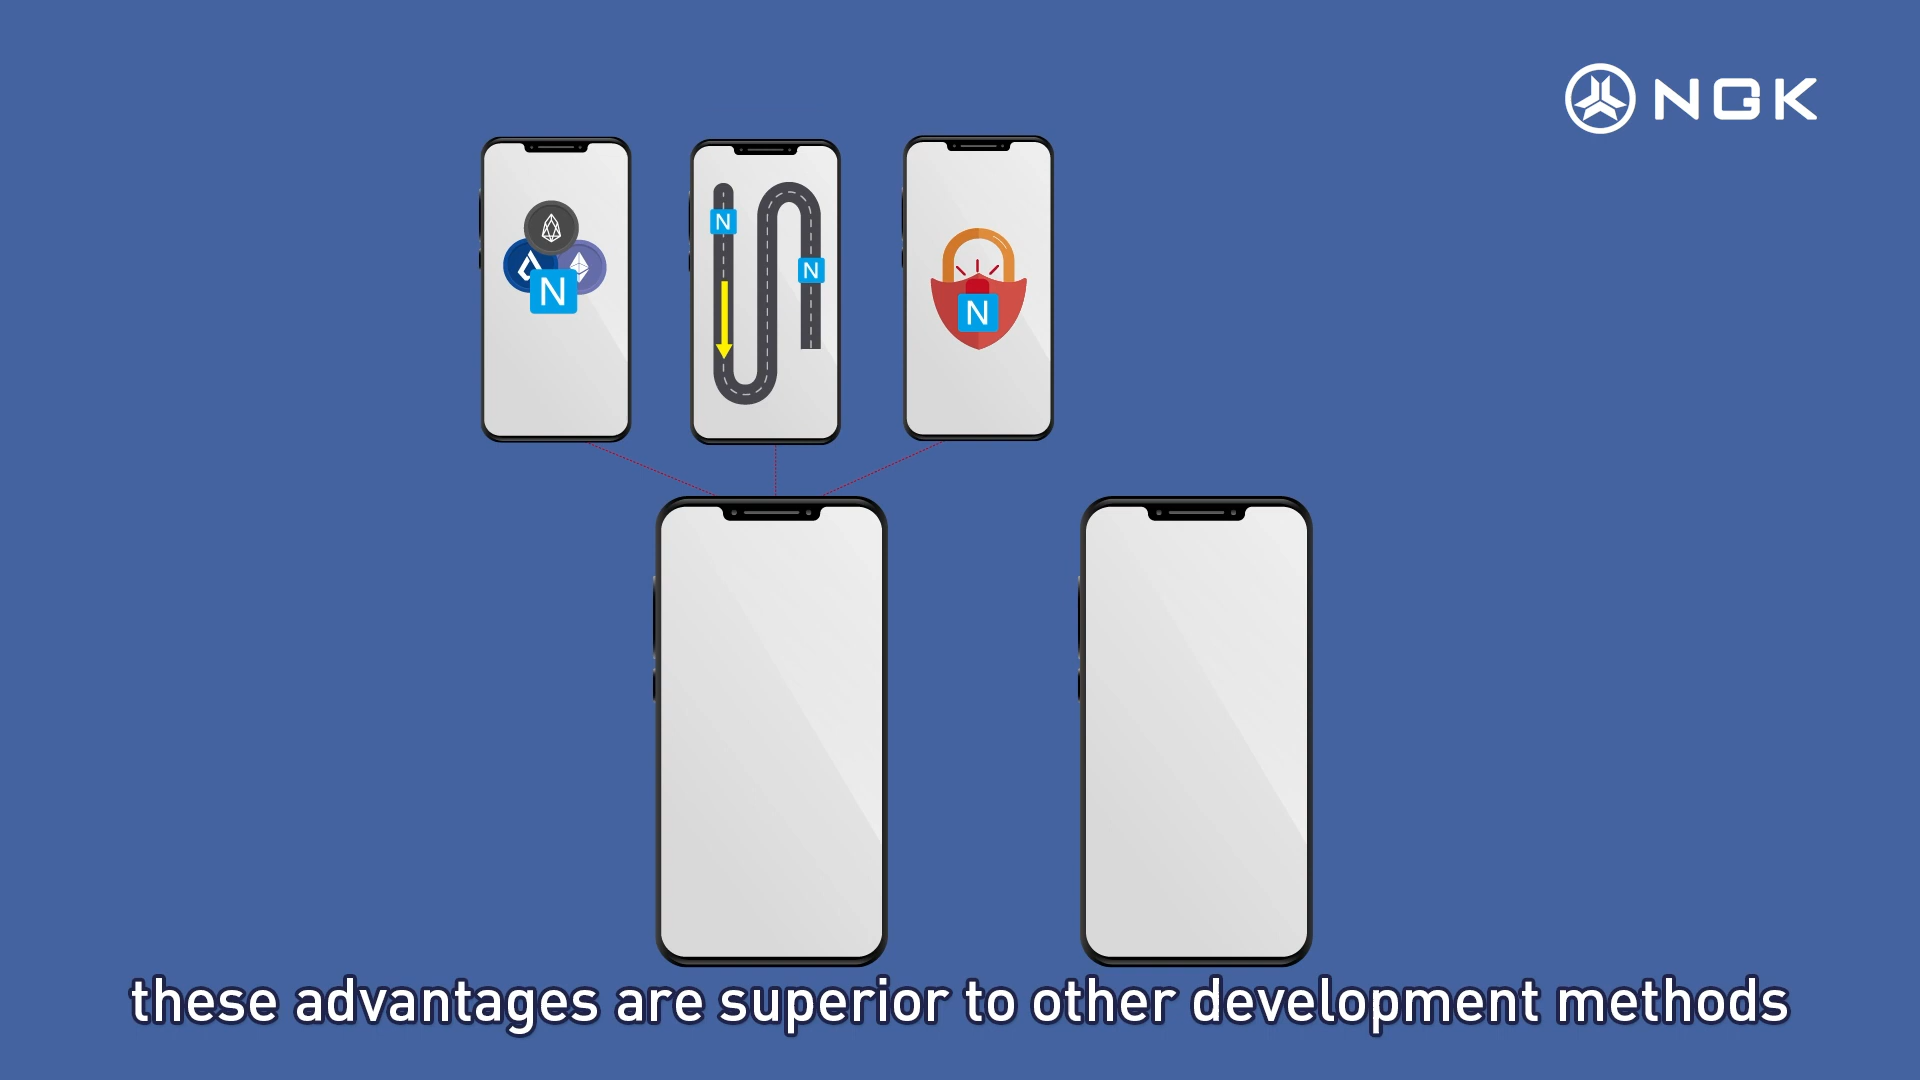 NGK
N
N
N
N
these advantages are superior to other development methods